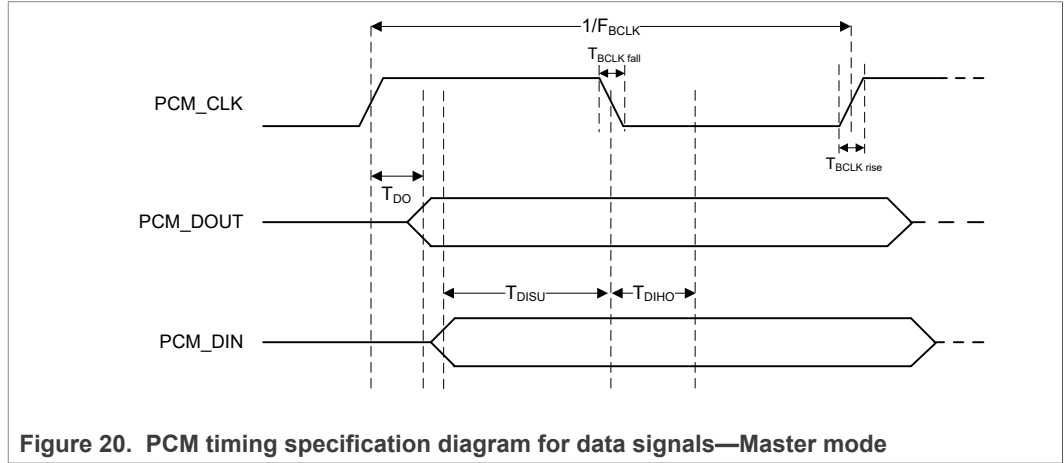 1/FBCLK
TBCLK fall
PCM_CLK
TBCLK rise
TDO
PCM_DOUT
TDISU
TDIHO
PCM_DIN
Figure 20. PCM timing specification diagram for data signals—Master mode